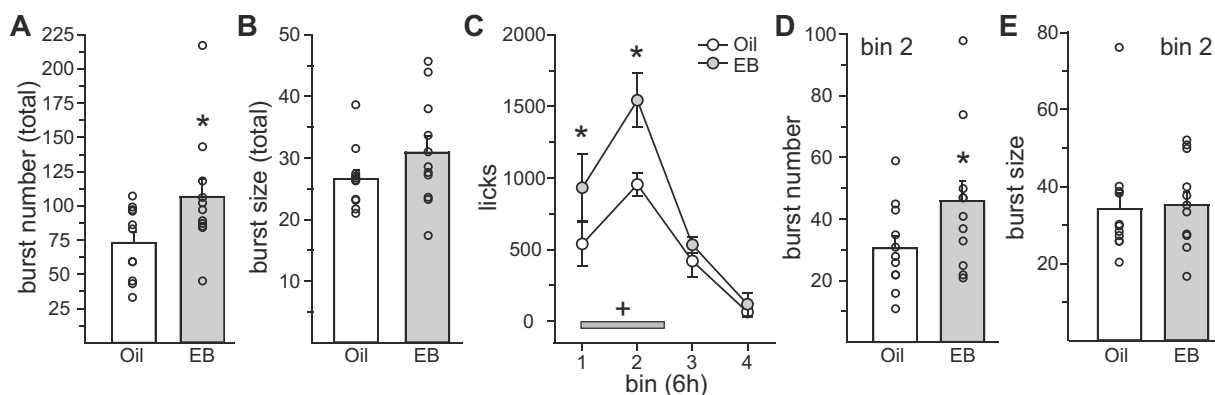 A
burst number (total)
225
200
175
150
125
100
75
50
25
*
Oil EB
B
burst size (total)
50
40
30
20
10
Oil EB
C
licks
2000
1500
1000
500
0
Oil
EB
*
*
+
1 2 3 4
bin (6h)
D
bin 2
burst number
100
80
60
40
20
*
Oil EB
E
bin 2
burst size
80
60
40
20
Oil EB